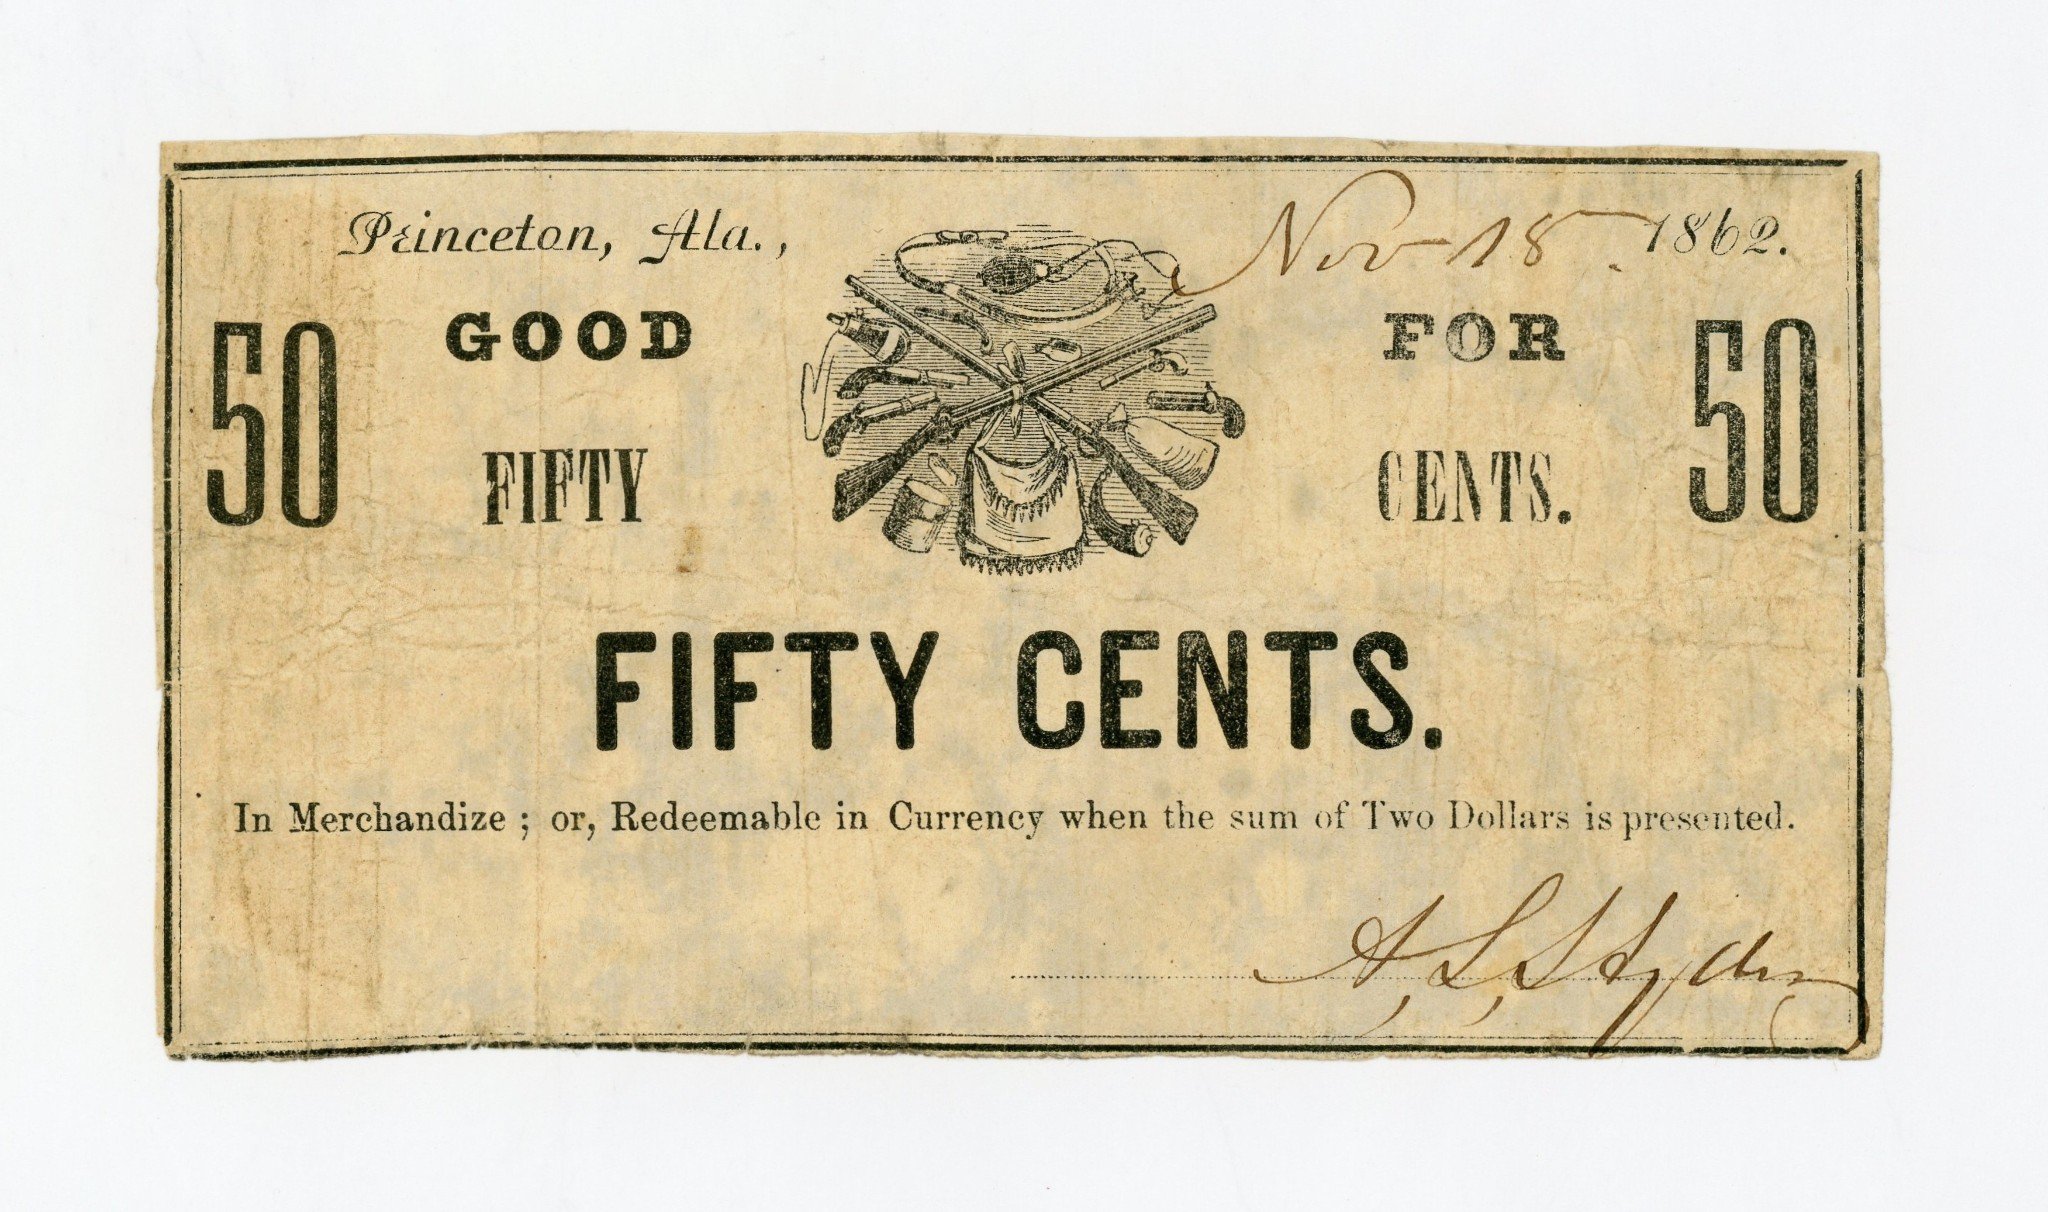 Princeton, Ala., Nov 18. 1862.
50 GOOD FOR 50
FIFTY CENTS.
FIFTY CENTS.
In Merchandize ; or, Redeemable in Currency when the sum of Two Dollars is presented.
A, L,